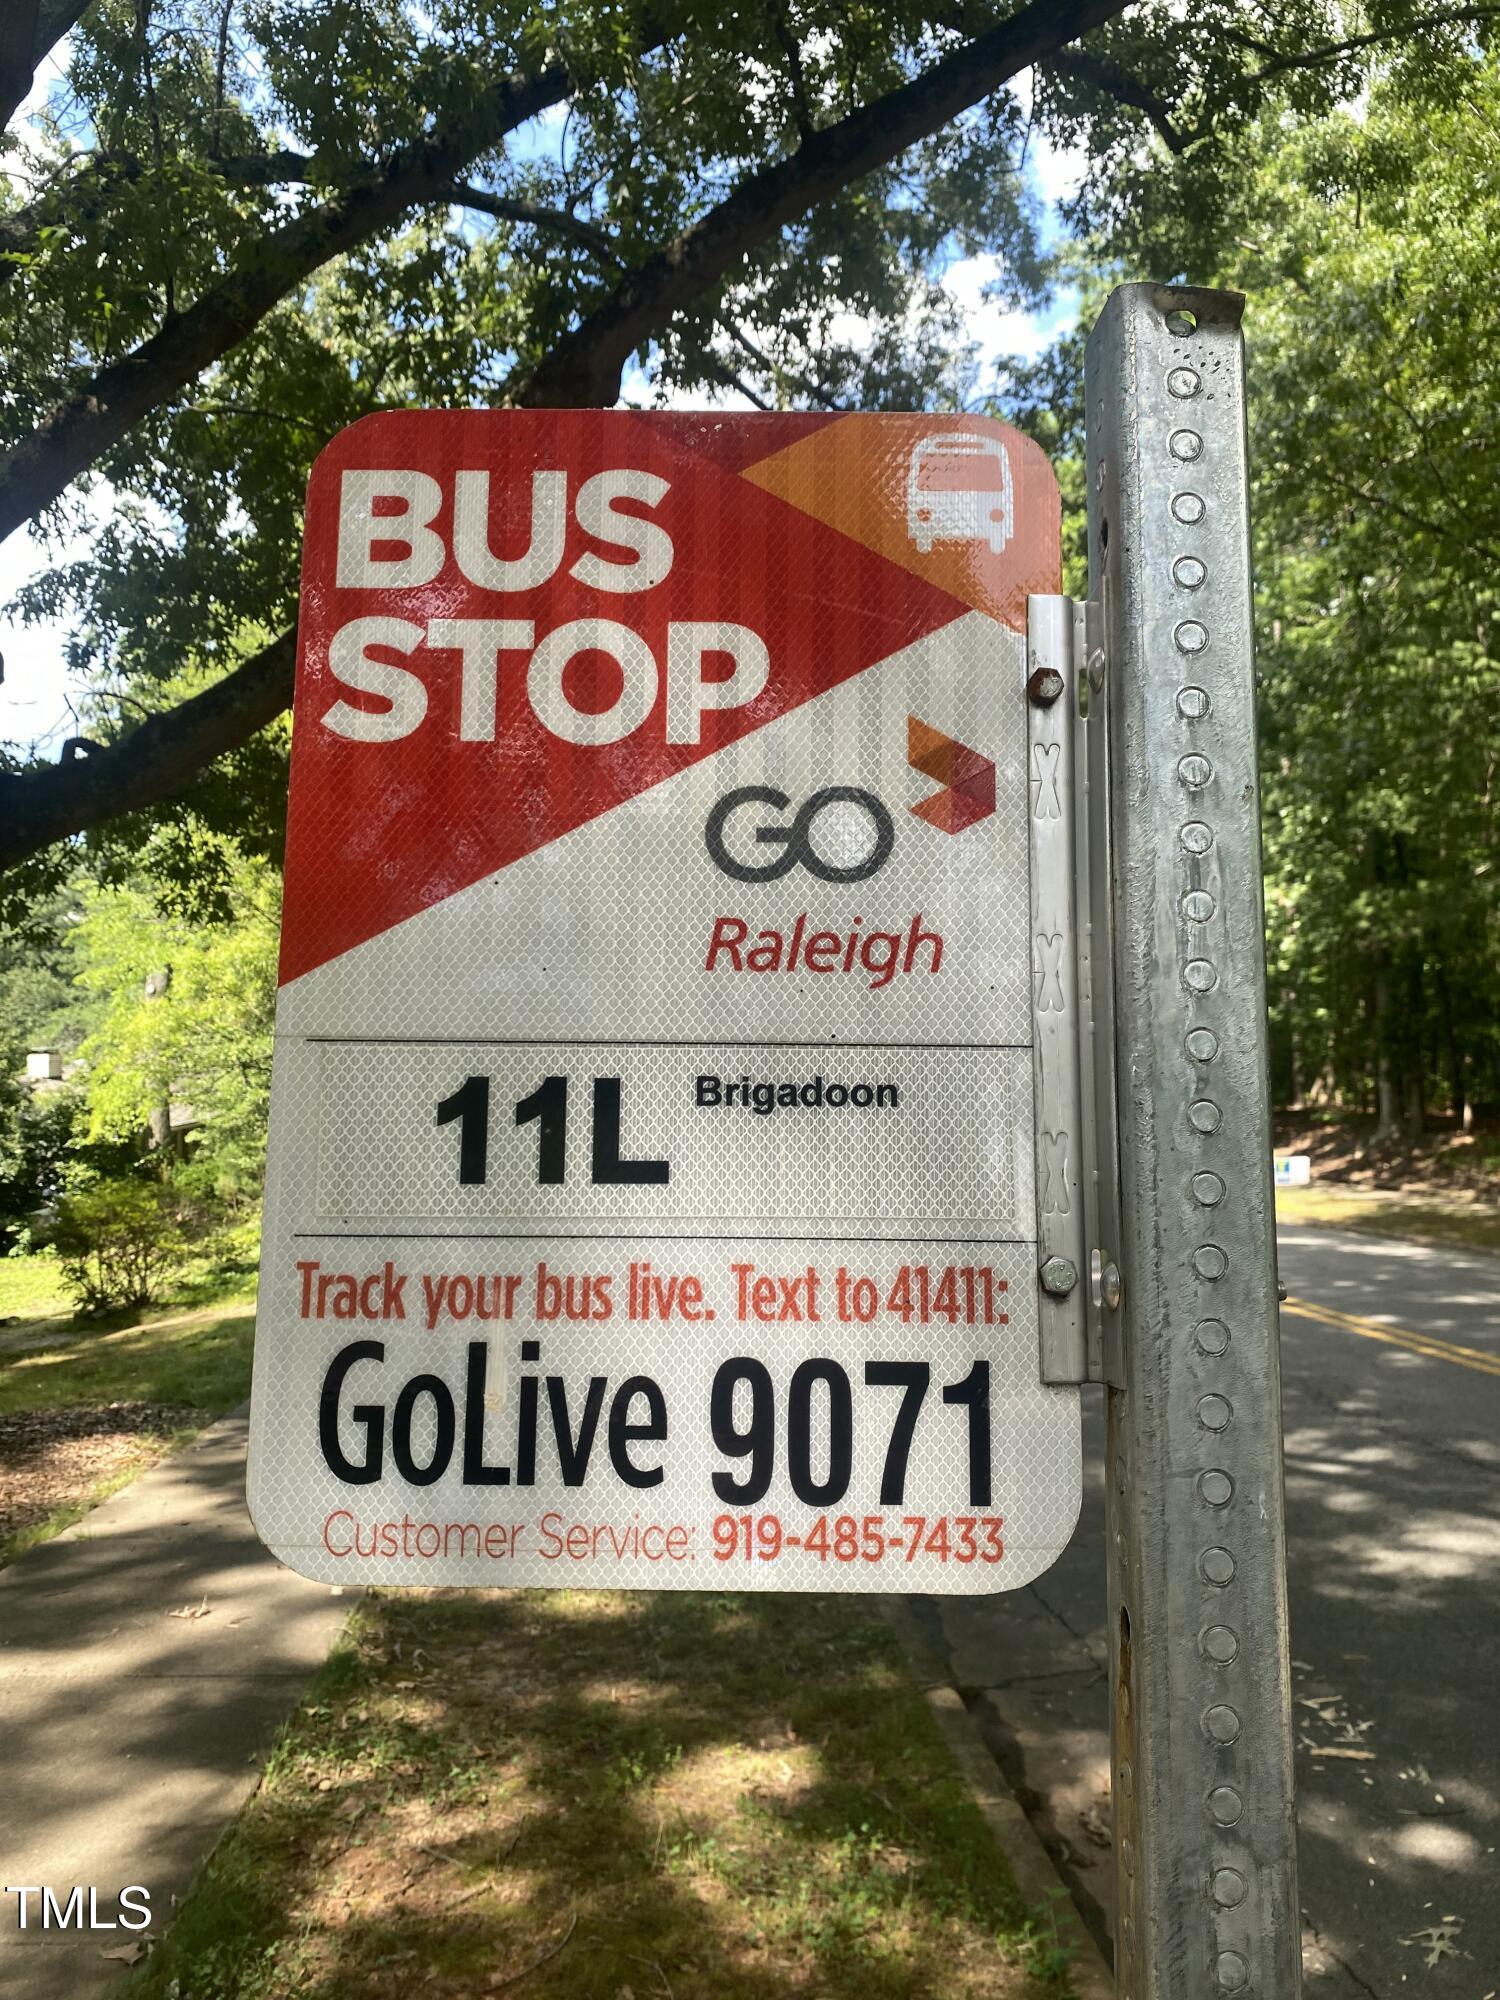 BUS
STOP
GO
Raleigh
11L Brigadoon
Track your bus live. Text to 41411:
GoLive 9071
Customer Service: 919-485-7433
TMLS